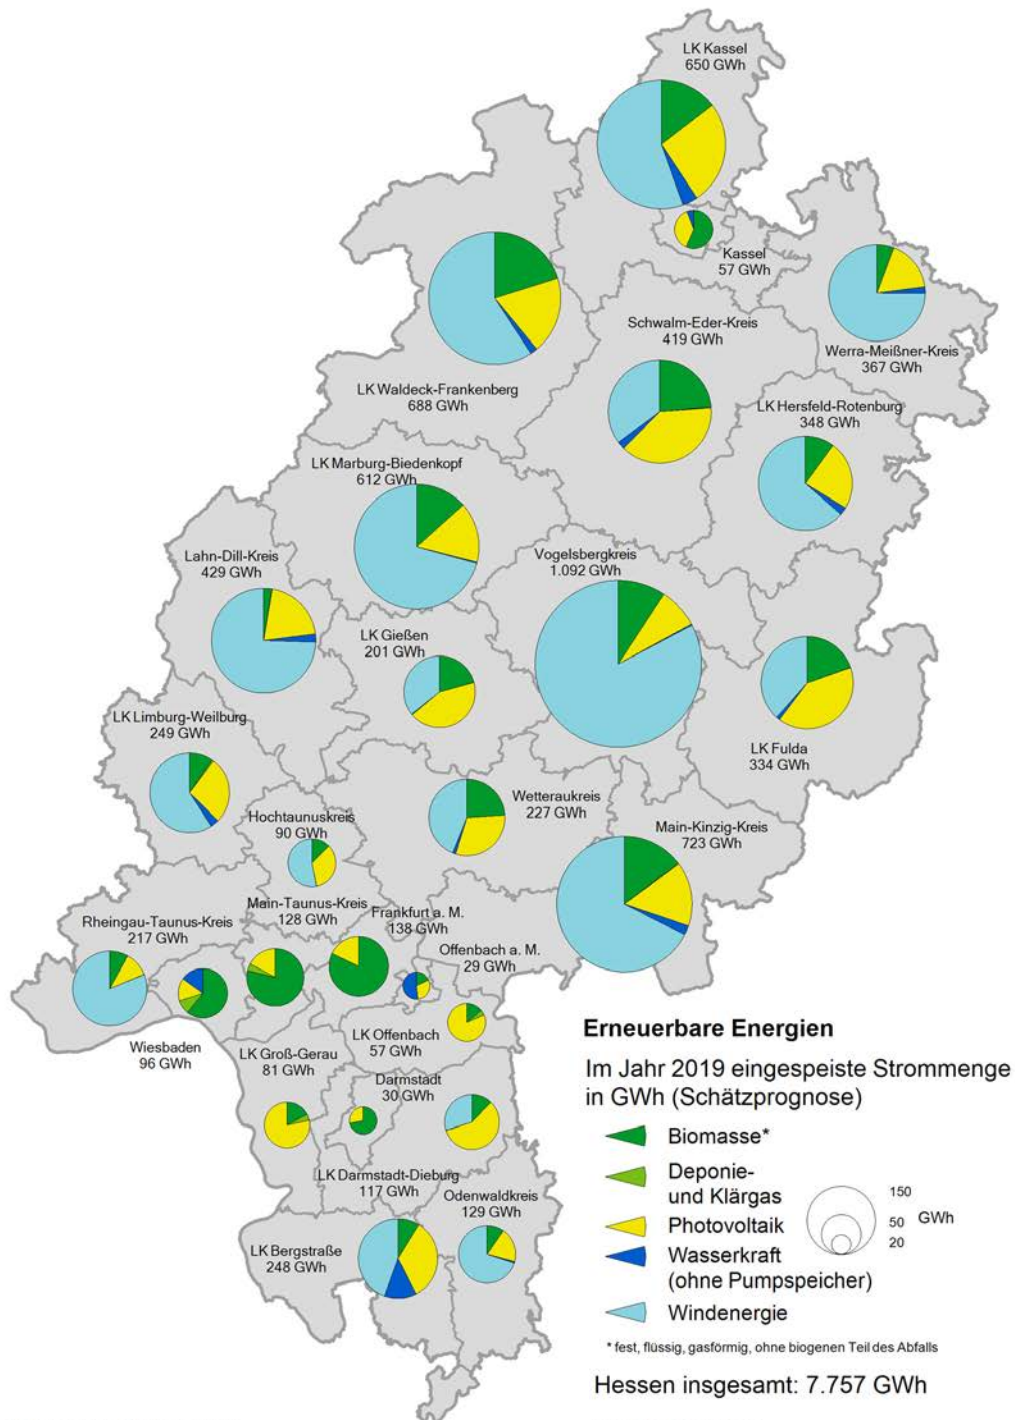 LK Kassel
650 GWh
Kassel
57 GWh
Werra-Meißner-Kreis
367 GWh
LK Waldeck-Frankenberg
688 GWh
Schwalm-Eder-Kreis
419 GWh
LK Hersfeld-Rotenburg
348 GWh
LK Marburg-Biedenkopf
612 GWh
Lahn-Dill-Kreis
429 GWh
Vogelsbergkreis
1.092 GWh
LK Gießen
201 GWh
LK Limburg-Weilburg
249 GWh
LK Fulda
334 GWh
Hochtaunuskreis
90 GWh
Wetteraukreis
227 GWh
Main-Kinzig-Kreis
723 GWh
Rheingau-Taunus-Kreis
217 GWh
Main-Taunus-Kreis
128 GWh
Frankfurt a. M.
138 GWh
Offenbach a. M.
29 GWh
Wiesbaden
96 GWh
LK Groß-Gerau
81 GWh
LK Offenbach
57 GWh
Darmstadt
30 GWh
LK Darmstadt-Dieburg
117 GWh
Odenwaldkreis
129 GWh
LK Bergstraße
248 GWh
Erneuerbare Energien
Im Jahr 2019 eingespeiste Strommenge
in GWh (Schätzprognose)
Biomasse*
Deponie-
und Klärgas
Photovoltaik
Wasserkraft
(ohne Pumpspeicher)
Windenergie
150
50
20
GWh
* fest, flüssig, gasförmig, ohne biogenen Teil des Abfalls
Hessen insgesamt: 7.757 GWh